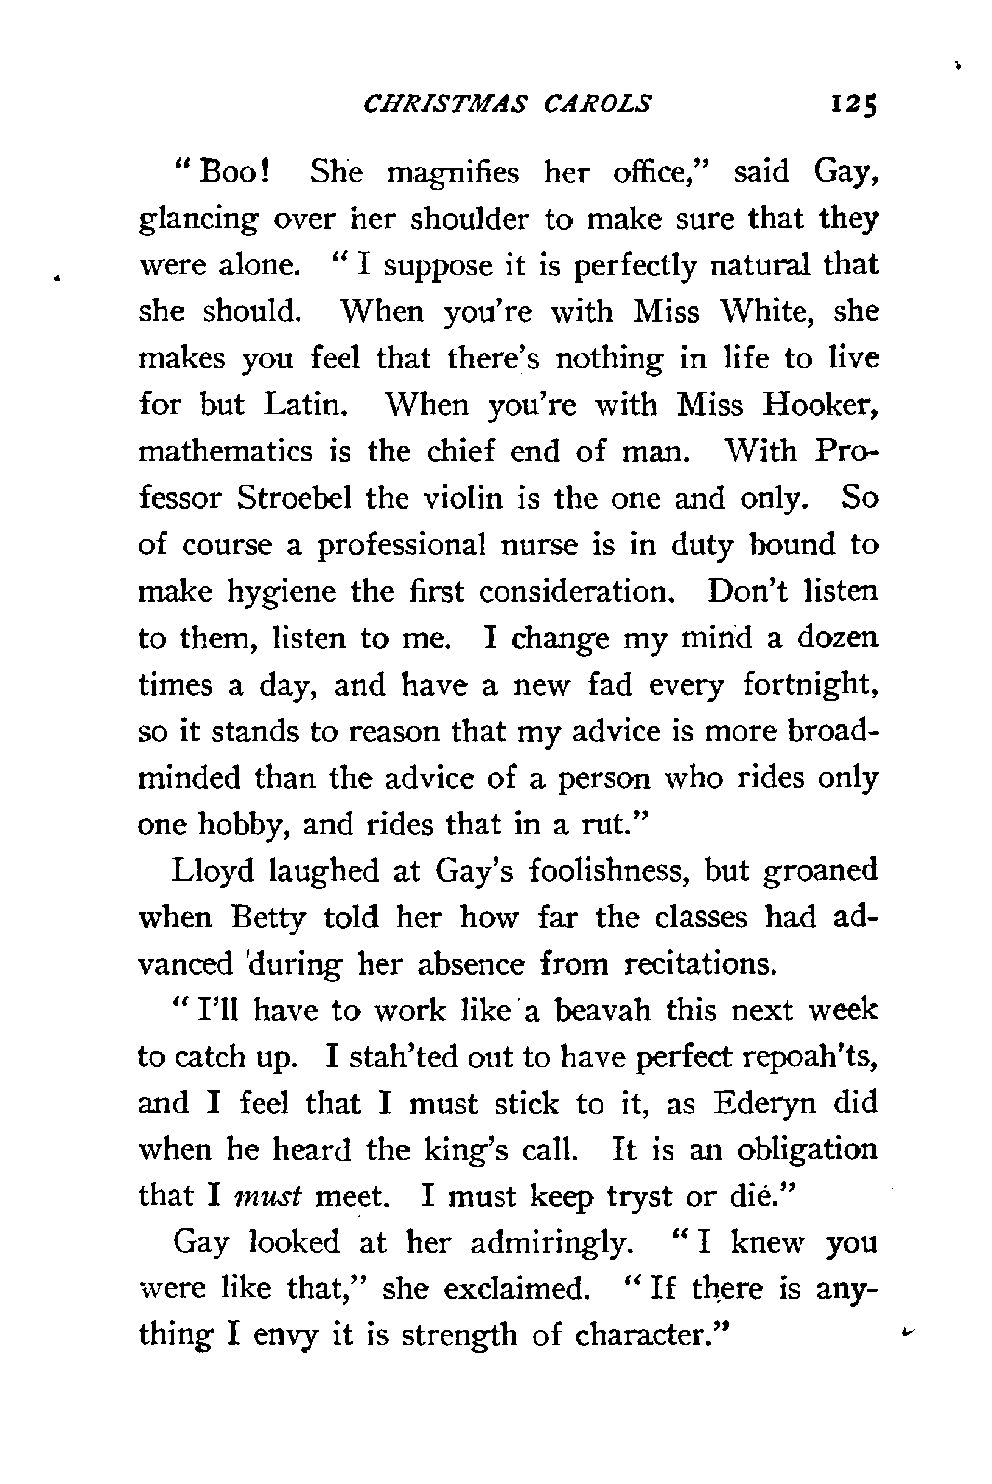 CHRISTMAS CAROLS 125
“Boo! She magnifies her office,” said Gay,
glancing over her shoulder to make sure that they
were alone. “I suppose it is perfectly natural that
she should. When you’re with Miss White, she
makes you feel that there’s nothing in life to live
for but Latin. When you’re with Miss Hooker,
mathematics is the chief end of man. With Pro-
fessor Stroebel the violin is the one and only. So
of course a professional nurse is in duty bound to
make hygiene the first consideration. Don’t listen
to them, listen to me. I change my mind a dozen
times a day, and have a new fad every fortnight,
so it stands to reason that my advice is more broad-
minded than the advice of a person who rides only
one hobby, and rides that in a rut.”
Lloyd laughed at Gay’s foolishness, but groaned
when Betty told her how far the classes had ad-
vanced during her absence from recitations.
“I’ll have to work like a beavah this next week
to catch up. I stah’ted out to have perfect repoah’ts,
and I feel that I must stick to it, as Ederyn did
when he heard the king’s call. It is an obligation
that I must meet. I must keep tryst or die.”
Gay looked at her admiringly. “I knew you
were like that,” she exclaimed. “If there is any-
thing I envy it is strength of character.”